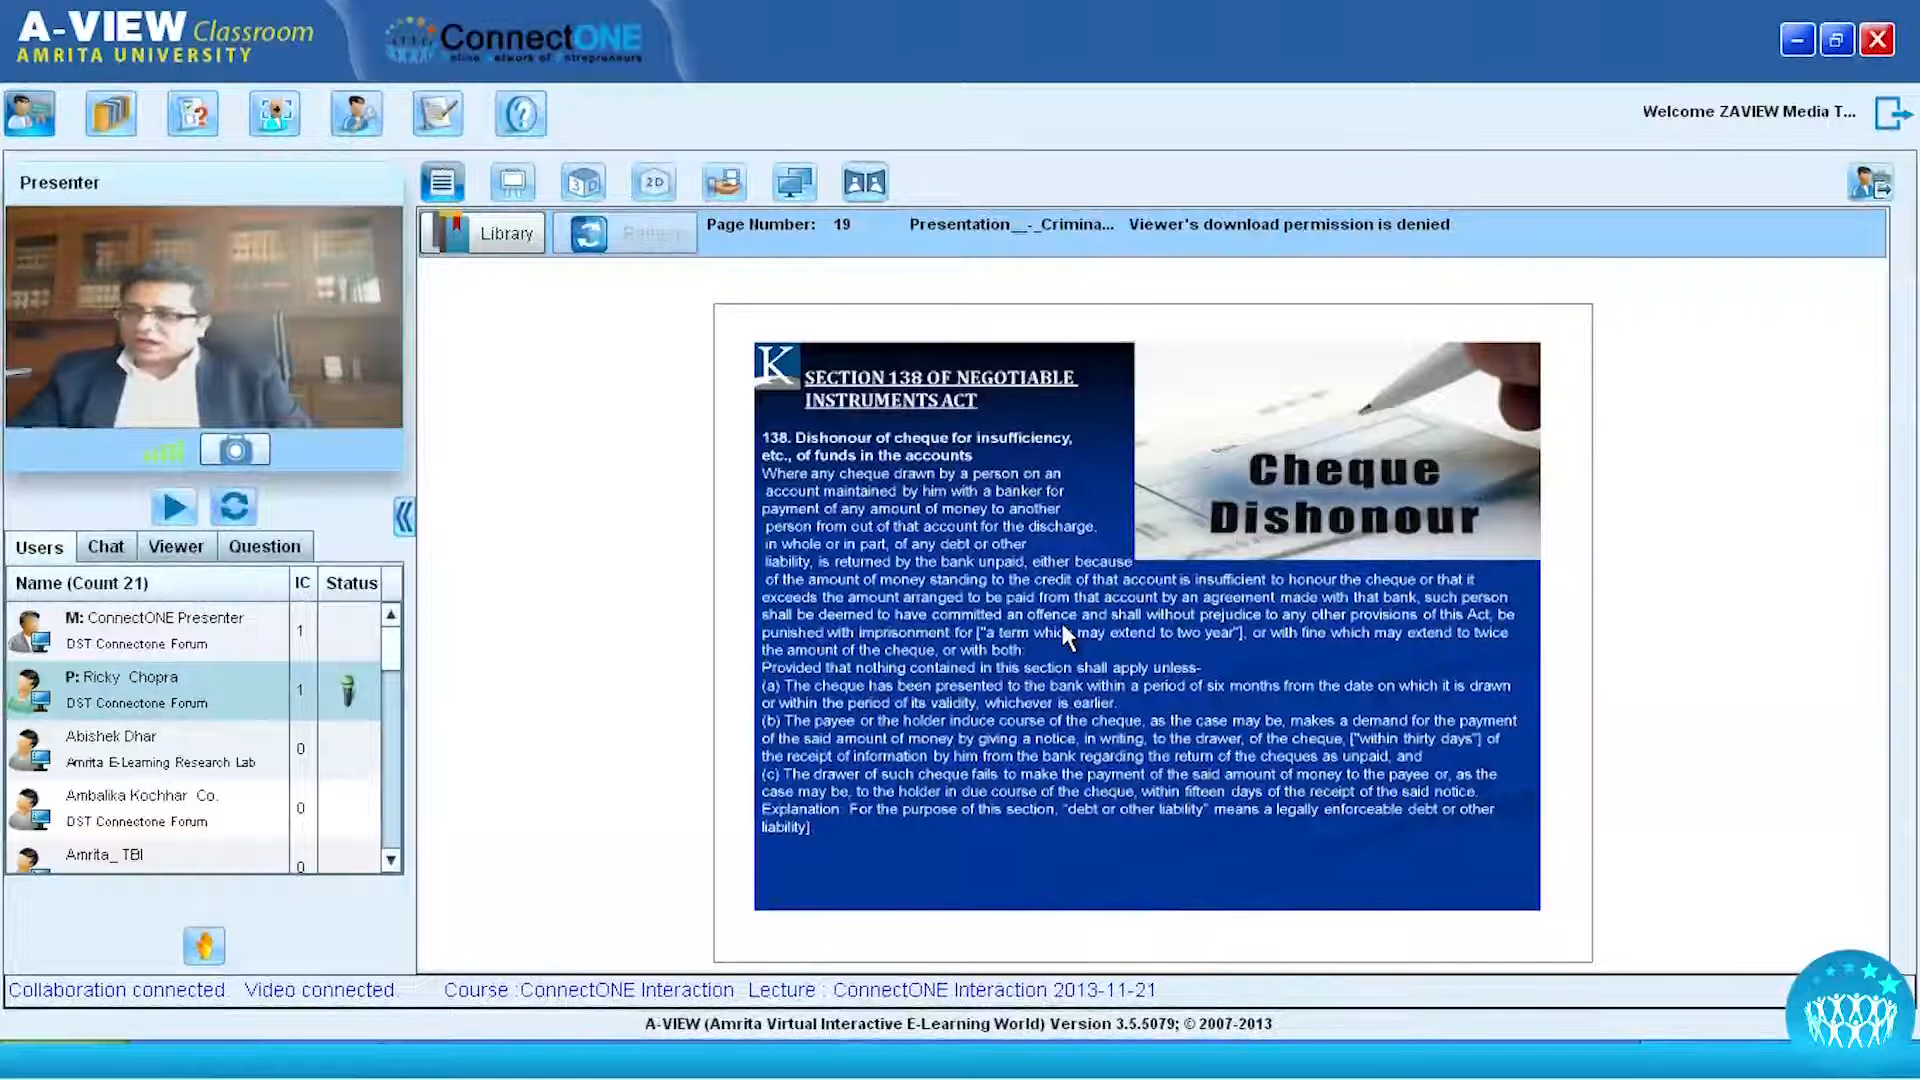 A-VIEW Classroom
AMRITA UNIVERSITY
ConnectONE
Online Network of Entrepreneurs
Welcome ZAVIEW Media T...
Presenter
3D
2D
Library
Page Number: 19 Presentation__-_Crimina... Viewer's download permission is denied
K
SECTION 138 OF NEGOTIABLE
INSTRUMENTS ACT
138. Dishonour of cheque for insufficiency,
etc., of funds in the accounts
Where any cheque drawn by a person on an
account maintained by him with a banker for
payment of any amount of money to another
person from out of that account for the discharge,
in whole or in part, of any debt or other
liability, is returned by the bank unpaid, either because
of the amount of money standing to the credit of that account is insufficient to honour the cheque or that it
exceeds the amount arranged to be paid from that account by an agreement made with that bank, such person
shall be deemed to have committed an offence and shall without prejudice to any other provisions of this Act, be
punished with imprisonment for ["a term which may extend to two year"], or with fine which may extend to twice
the amount of the cheque, or with both:
Provided that nothing contained in this section shall apply unless-
(a) The cheque has been presented to the bank within a period of six months from the date on which it is drawn
or within the period of its validity, whichever is earlier.
(b) The payee or the holder induce course of the cheque, as the case may be, makes a demand for the payment
of the said amount of money by giving a notice, in writing, to the drawer, of the cheque, ["within thirty days"] of
the receipt of information by him from the bank regarding the return of the cheques as unpaid, and
(c) The drawer of such cheque fails to make the payment of the said amount of money to the payee or, as the
case may be, to the holder in due course of the cheque, within fifteen days of the receipt of the said notice.
Explanation: For the purpose of this section, "debt or other liability" means a legally enforceable debt or other
liability]
Cheque
Dishonour
Users Chat Viewer Question
Name (Count 21) IC Status
M: ConnectONE Presenter
DST Connectone Forum
1
P: Ricky Chopra
DST Connectone Forum
1
Abishek Dhar
Amrita E-Learning Research Lab
0
Ambalika Kochhar Co.
DST Connectone Forum
0
Amrita_ TBI
0
Collaboration connected. Video connected. Course :ConnectONE Interaction Lecture : ConnectONE Interaction 2013-11-21
A-VIEW (Amrita Virtual Interactive E-Learning World) Version 3.5.5079; © 2007-2013